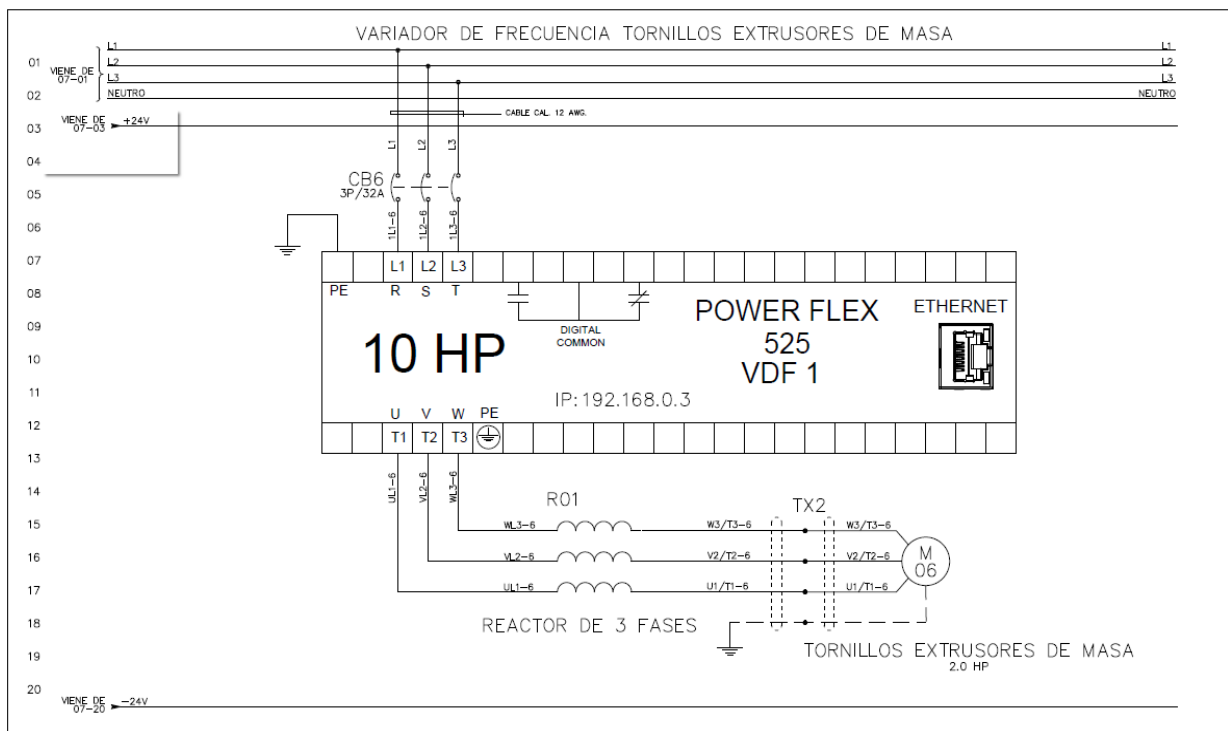 VARIADOR DE FRECUENCIA TORNILLOS EXTRUSORES DE MASA
L1 L1
01 L2 L2
VIENE DE 07-01
L3 L3
02 NEUTRO NEUTRO
CABLE CAL. 12 AWG.
03 VIENE DE 07-03 +24V
L1 L2 L3
04
CB6
3P/32A
05
1L1-6 1L2-6 1L3-6
06
07 L1 L2 L3
08 PE R S T
POWER FLEX
525
VDF 1
ETHERNET
09 DIGITAL
COMMON
10 10 HP
11 IP:192.168.0.3
U V W PE
12 T1 T2 T3
13
UL1-6 VL2-6 WL3-6
14
R01 TX2
15 WL3-6 W3/T3-6 W3/T3-6
16 VL2-6 V2/T2-6 V2/T2-6
M
06
17 UL1-6 U1/T1-6 U1/T1-6
18 REACTOR DE 3 FASES
19 TORNILLOS EXTRUSORES DE MASA
2.0 HP
20
VIENE DE 07-20 -24V